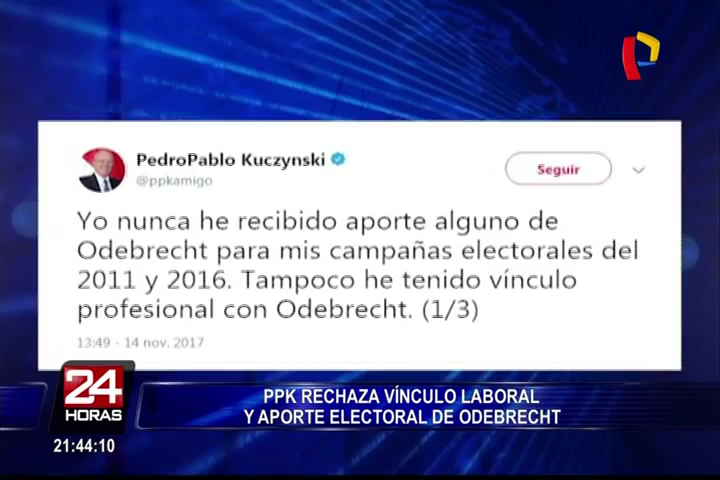 PedroPablo Kuczynski
@ppkamigo
Seguir
Yo nunca he recibido aporte alguno de
Odebrecht para mis campañas electorales del
2011 y 2016. Tampoco he tenido vínculo
profesional con Odebrecht. (1/3)
13:49 - 14 nov. 2017
24
HORAS
PPK RECHAZA VÍNCULO LABORAL
Y APORTE ELECTORAL DE ODEBRECHT
21:44:10